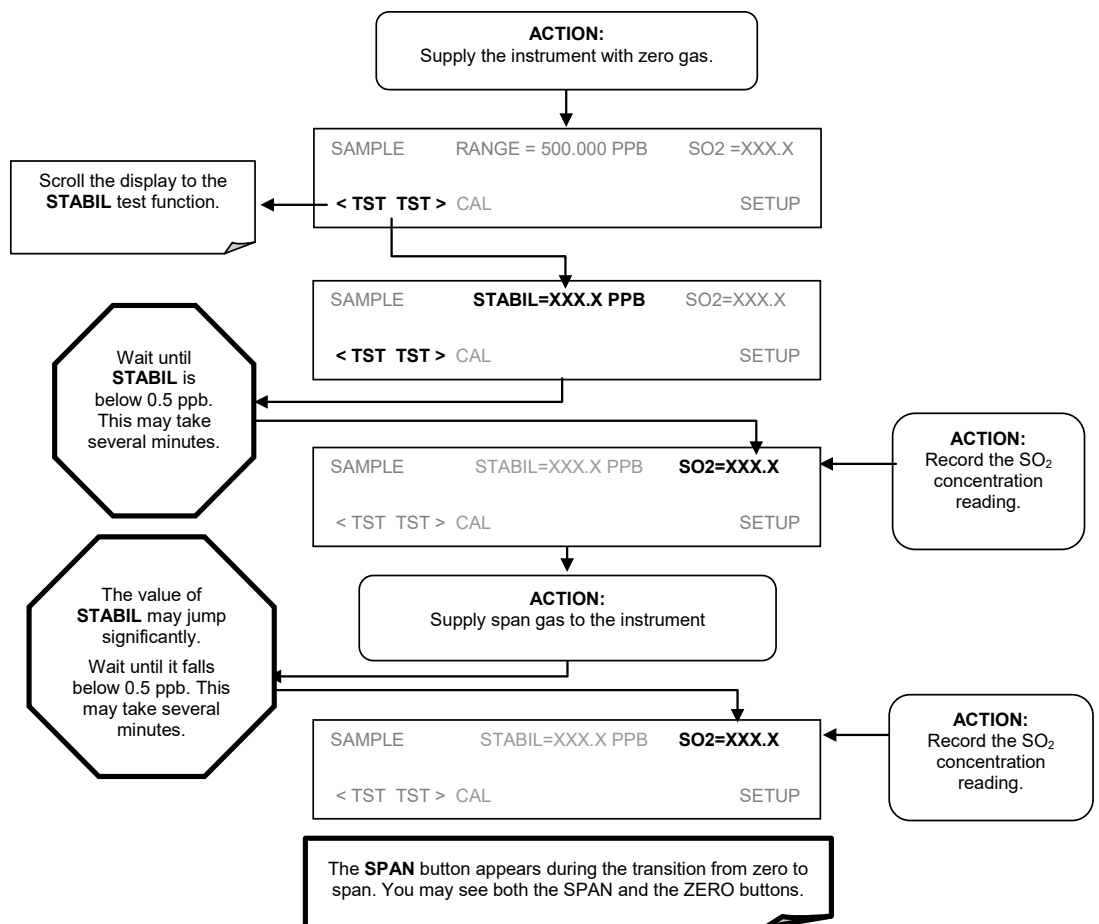 ACTION:
Supply the instrument with zero gas.
SAMPLE RANGE = 500.000 PPB SO2 =XXX.X
< TST TST > CAL SETUP
Scroll the display to the
STABIL test function.
SAMPLE STABIL=XXX.X PPB SO2=XXX.X
< TST TST > CAL SETUP
Wait until
STABIL is
below 0.5 ppb.
This may take
several minutes.
SAMPLE STABIL=XXX.X PPB SO2=XXX.X
< TST TST > CAL SETUP
ACTION:
Record the SO₂
concentration
reading.
ACTION:
Supply span gas to the instrument
The value of
STABIL may jump
significantly.
Wait until it falls
below 0.5 ppb. This
may take several
minutes.
SAMPLE STABIL=XXX.X PPB SO2=XXX.X
< TST TST > CAL SETUP
ACTION:
Record the SO₂
concentration
reading.
The SPAN button appears during the transition from zero to
span. You may see both the SPAN and the ZERO buttons.